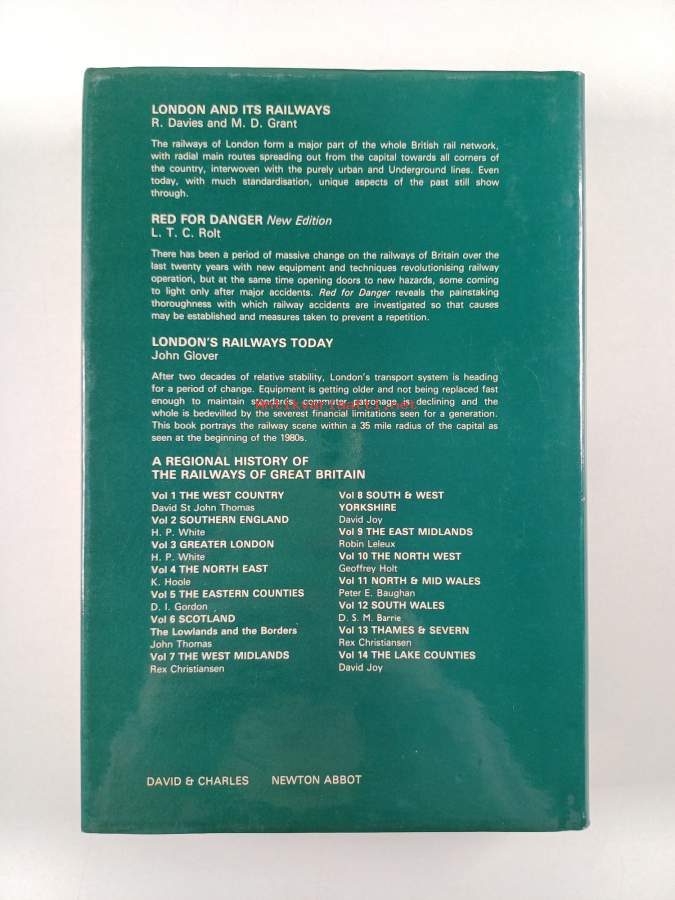 LONDON AND ITS RAILWAYS
R. Davies and M. D. Grant
The railways of London form a major part of the whole British rail network,
with radial main routes spreading out from the capital towards all corners of
the country, interwoven with the purely urban and Underground lines. Even
today, with much standardisation, unique aspects of the past still show
through.
RED FOR DANGER New Edition
L. T. C. Rolt
There has been a period of massive change on the railways of Britain over the
last twenty years with new equipment and techniques revolutionising railway
operation, but at the same time opening doors to new hazards, some coming
to light only after major accidents. Red for Danger reveals the painstaking
thoroughness with which railway accidents are investigated so that causes
may be established and measures taken to prevent a repetition.
LONDON'S RAILWAYS TODAY
John Glover
After two decades of relative stability, London's transport system is heading
for a period of change. Equipment is getting older and not being replaced fast
enough to maintain standards, commuter patronage is declining and the
Antikvariaatti.net
whole is bedevilled by the severest financial limitations seen for a generation.
This book portrays the railway scene within a 35 mile radius of the capital as
seen at the beginning of the 1980s.
A REGIONAL HISTORY OF
THE RAILWAYS OF GREAT BRITAIN
Vol 1 THE WEST COUNTRY
David St John Thomas
Vol 2 SOUTHERN ENGLAND
H. P. White
Vol 3 GREATER LONDON
H. P. White
Vol 4 THE NORTH EAST
K. Hoole
Vol 5 THE EASTERN COUNTIES
D. I. Gordon
Vol 6 SCOTLAND
The Lowlands and the Borders
John Thomas
Vol 7 THE WEST MIDLANDS
Rex Christiansen
Vol 8 SOUTH & WEST
YORKSHIRE
David Joy
Vol 9 THE EAST MIDLANDS
Robin Leleux
Vol 10 THE NORTH WEST
Geoffrey Holt
Vol 11 NORTH & MID WALES
Peter E. Baughan
Vol 12 SOUTH WALES
D. S. M. Barrie
Vol 13 THAMES & SEVERN
Rex Christiansen
Vol 14 THE LAKE COUNTIES
David Joy
DAVID & CHARLES NEWTON ABBOT